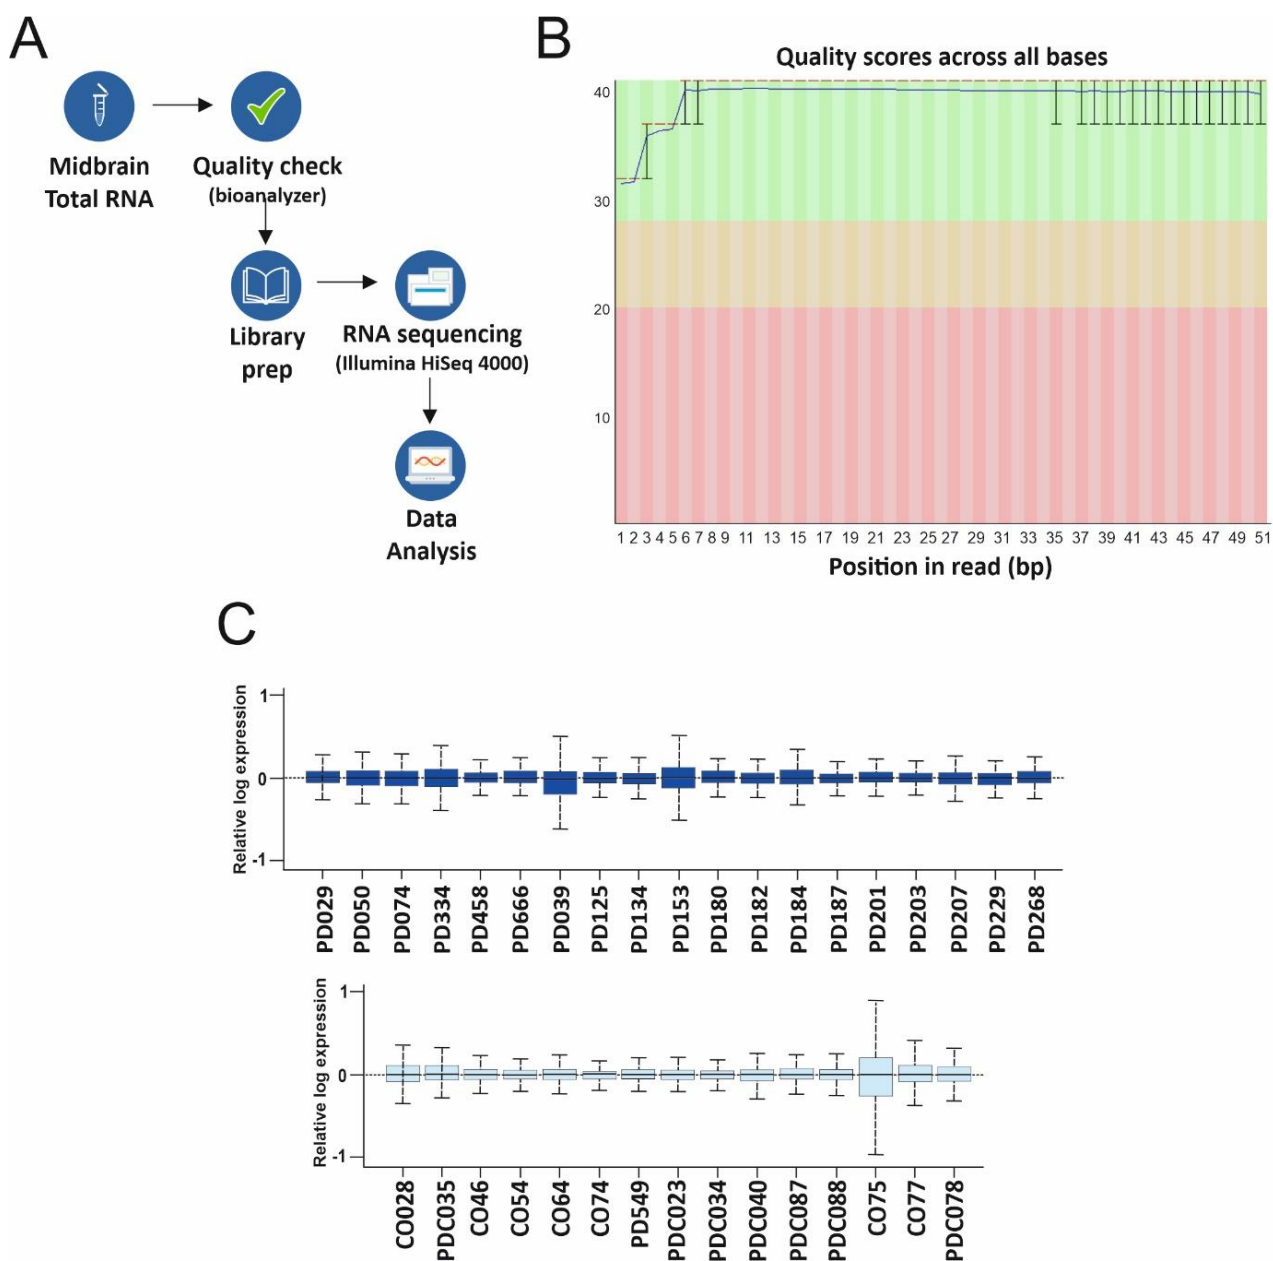 A
Midbrain
Total RNA
Quality check
(bioanalyzer)
Library
prep
RNA sequencing
(Illumina HiSeq 4000)
Data
Analysis
B
Quality scores across all bases
40
30
20
10
1 2 3 4 5 6 7 8 9 11 13 15 17 19 21 23 25 27 29 31 33 35 37 39 41 43 45 47 49 51
Position in read (bp)
C
Relative log expression
1
0
-1
PD029 PD050 PD074 PD334 PD458 PD666 PD039 PD125 PD134 PD153 PD180 PD182 PD184 PD187 PD201 PD203 PD207 PD229 PD268
Relative log expression
1
0
-1
CO028 PDC035 CO46 CO54 CO64 CO74 PD549 PDC023 PDC034 PDC040 PDC087 PDC088 CO75 CO77 PDC078